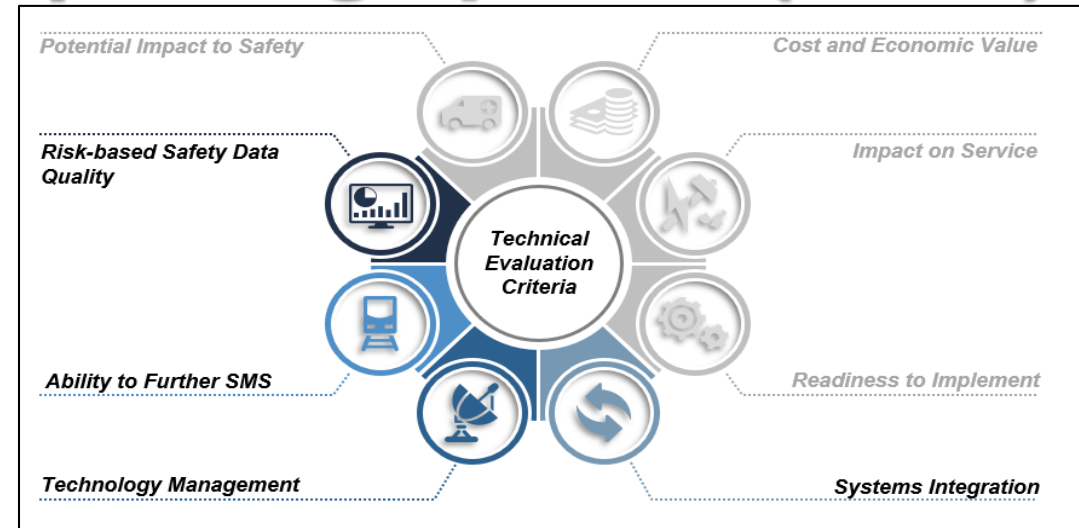 Potential Impact to Safety
Cost and Economic Value
Risk-based Safety Data
Quality
Impact on Service
Technical
Evaluation
Criteria
Ability to Further SMS
Readiness to Implement
Technology Management
Systems Integration